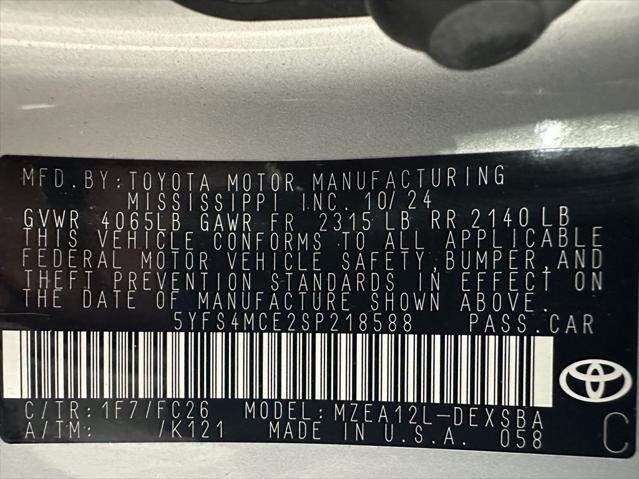 MFD.BY:TOYOTA MOTOR MANUFACTURING
MISSISSIPPI INC. 10/24
GVWR 4065LB GAWR FR 2315 LB RR 2140 LB
THIS VEHICLE CONFORMS TO ALL APPLICABLE
FEDERAL MOTOR VEHICLE SAFETY,BUMPER,AND
THEFT PREVENTION STANDARDS IN EFFECT ON
THE DATE OF MANUFACTURE SHOWN ABOVE.
5YFS4MCE2SP218588 PASS.CAR
C/TR:1F7/FC26 MODEL:MZEA12L-DEXSBA
A/TM: /K121 MADE IN U.S.A. 058
C